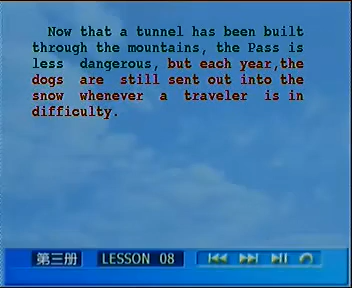 Now that a tunnel has been built
through the mountains, the Pass is
less dangerous, but each year,the
dogs are still sent out into the
snow whenever a traveler is in
difficulty.
第三册 LESSON 08